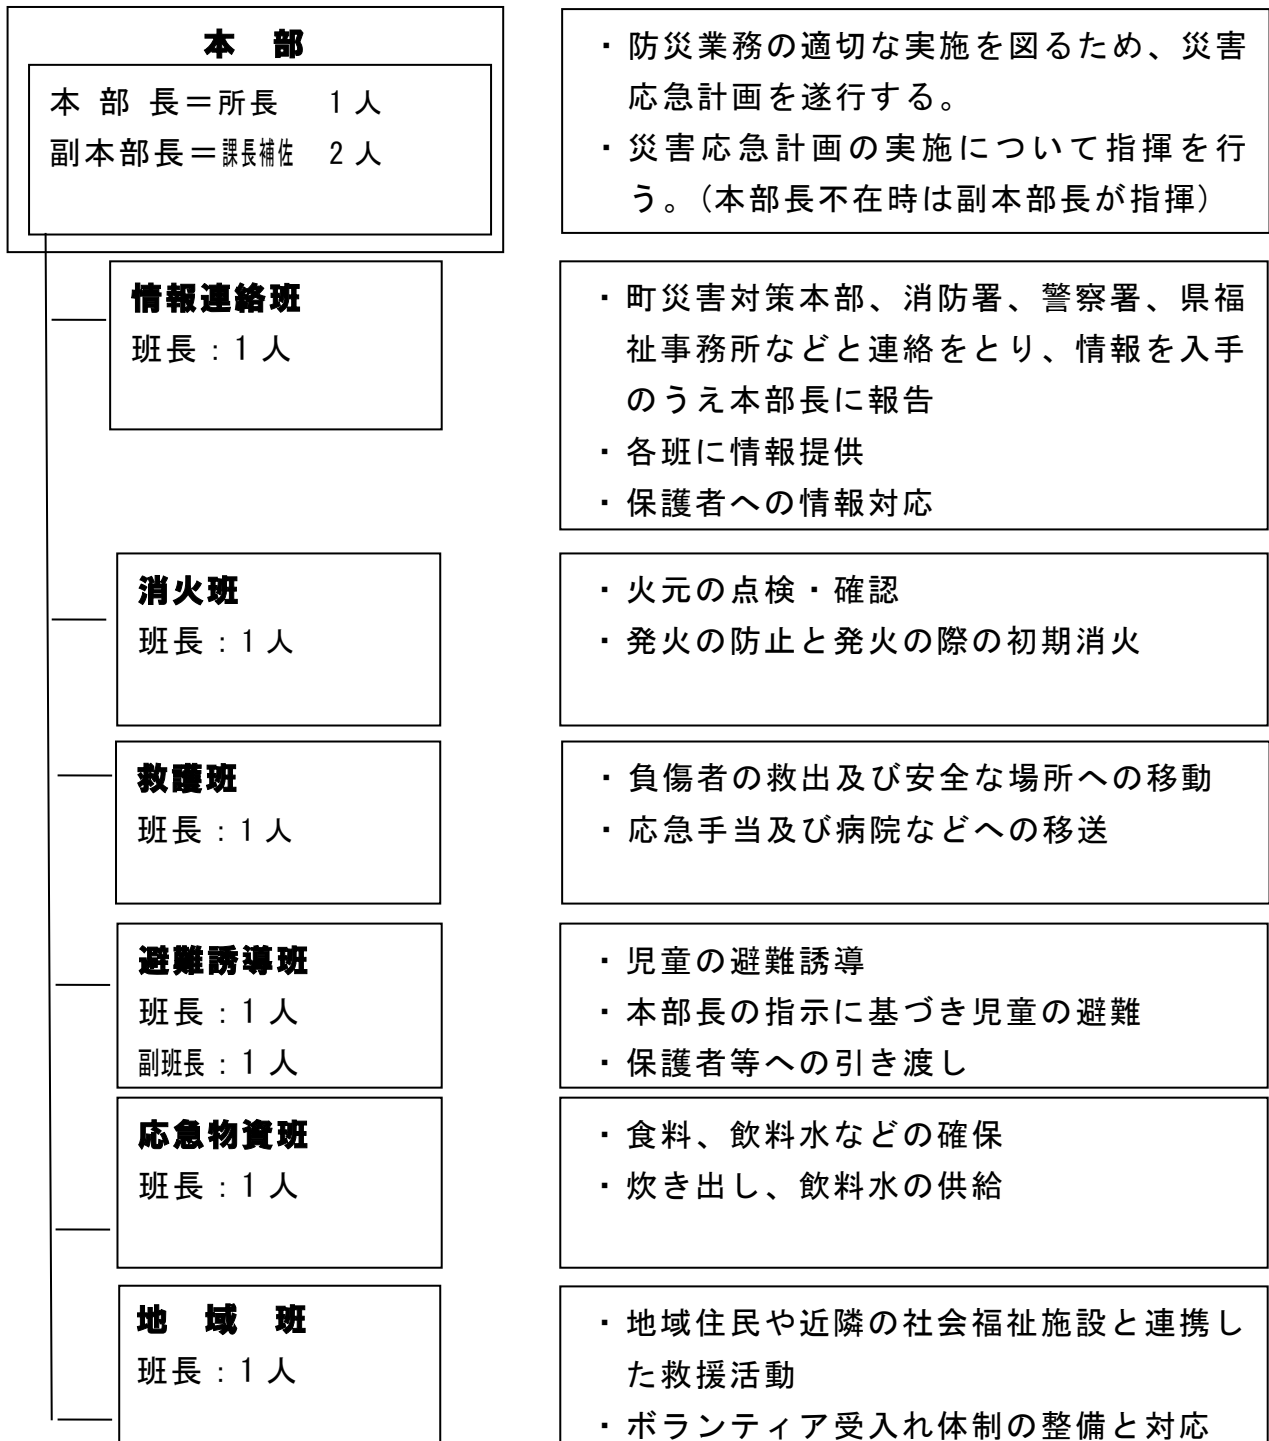 本　部
本 部 長＝所長　1人
副本部長＝課長補佐　2人
・防災業務の適切な実施を図るため、災害
応急計画を遂行する。
・災害応急計画の実施について指揮を行
う。(本部長不在時は副本部長が指揮)
情報連絡班
班長：1人
・町災害対策本部、消防署、警察署、県福
祉事務所などと連絡をとり、情報を入手
のうえ本部長に報告
・各班に情報提供
・保護者への情報対応
消火班
班長：1人
・火元の点検・確認
・発火の防止と発火の際の初期消火
救護班
班長：1人
・負傷者の救出及び安全な場所への移動
・応急手当及び病院などへの移送
避難誘導班
班長：1人
副班長：1人
・児童の避難誘導
・本部長の指示に基づき児童の避難
・保護者等への引き渡し
応急物資班
班長：1人
・食料、飲料水などの確保
・炊き出し、飲料水の供給
地　域　班
班長：1人
・地域住民や近隣の社会福祉施設と連携し
た救援活動
・ボランティア受入れ体制の整備と対応